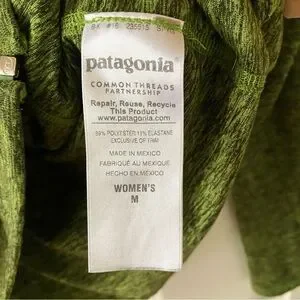 patagonia®
COMMON THREADS
PARTNERSHIP
Repair, Reuse, Recycle
This Product
www.patagonia.com
89% POLYESTER 11% ELASTANE
EXCLUSIVE OF TRIM
MADE IN MEXICO
FABRIQUÉ AU MEXIQUE
HECHO EN MEXICO
WOMEN'S
M